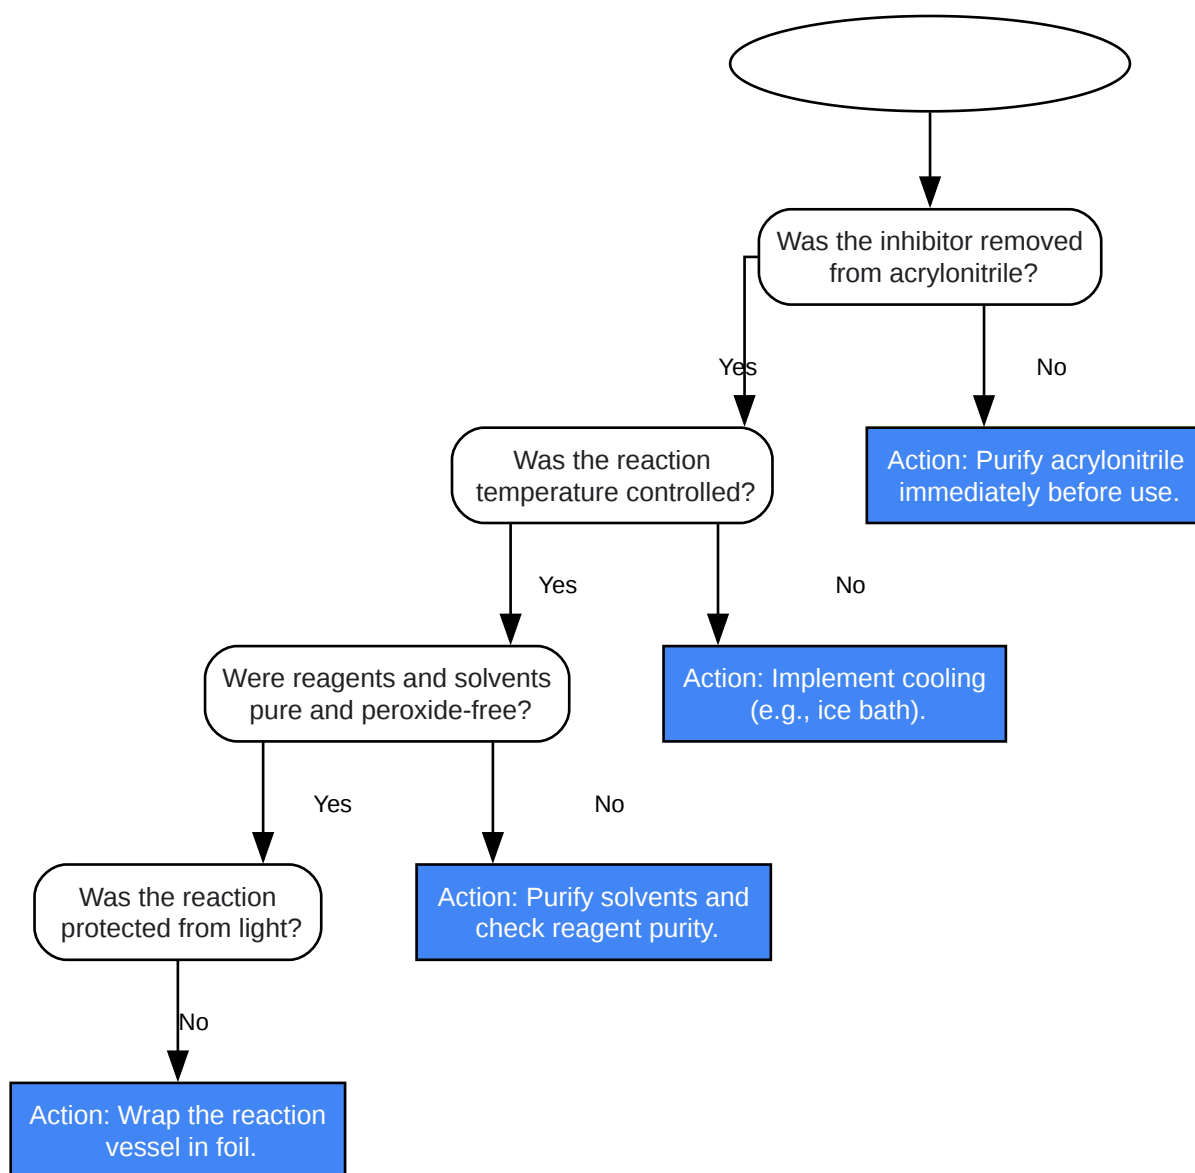 Was the inhibitor removed
from acrylonitrile?
Yes
No
Was the reaction
temperature controlled?
Action: Purify acrylonitrile
immediately before use.
Yes
No
Were reagents and solvents
pure and peroxide-free?
Action: Implement cooling
(e.g., ice bath).
Yes
No
Was the reaction
protected from light?
Action: Purify solvents and
check reagent purity.
No
Action: Wrap the reaction
vessel in foil.